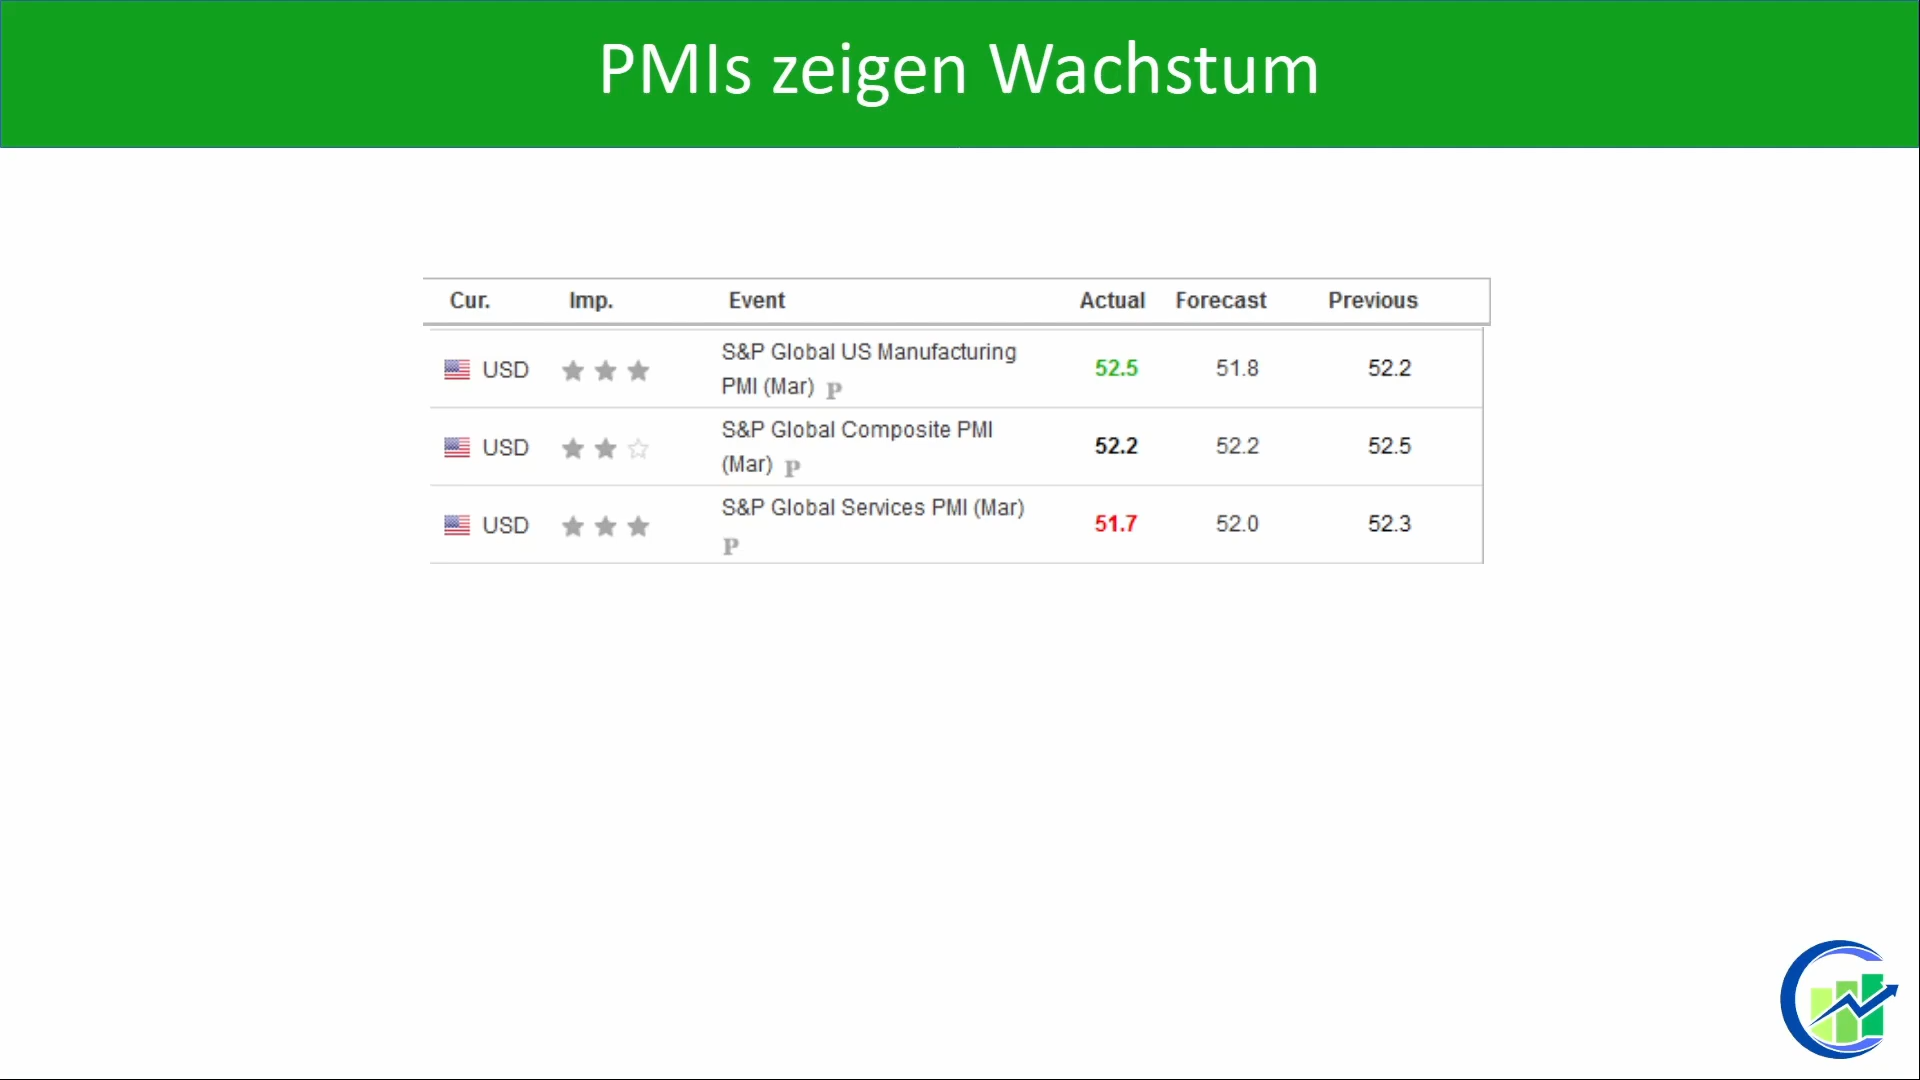 PMIs zeigen Wachstum
Cur. Imp. Event Actual Forecast Previous
USD S&P Global US Manufacturing PMI (Mar) P 52.5 51.8 52.2
USD S&P Global Composite PMI (Mar) P 52.2 52.2 52.5
USD S&P Global Services PMI (Mar) P 51.7 52.0 52.3